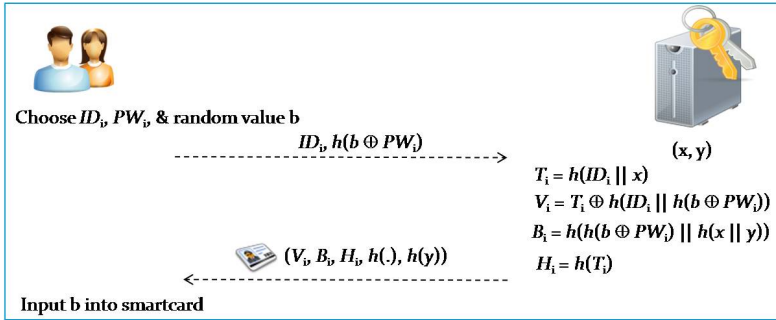 Choose IDi, PWi, & random value b
IDi, h(b ⊕ PWi)
(x, y)
Ti = h(IDi || x)
Vi = Ti ⊕ h(IDi || h(b ⊕ PWi))
Bi = h(h(b ⊕ PWi) || h(x || y))
(Vi, Bi, Hi, h(.), h(y))
Hi = h(Ti)
Input b into smartcard